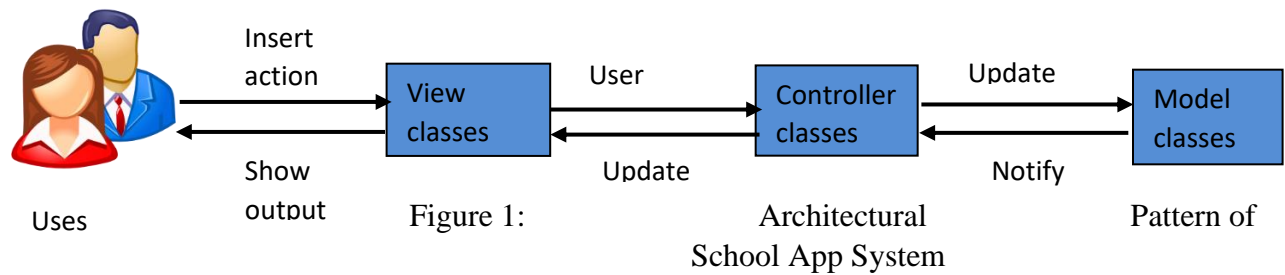 Insert
action
User
Update
View
classes
Controller
classes
Model
classes
Show
output
Update
Notify
Uses
Figure 1: Architectural Pattern of
School App System